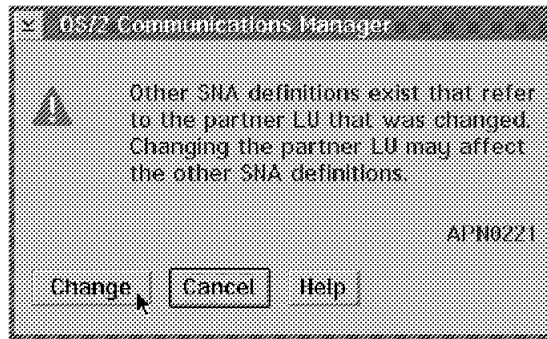 OS/2 Communications Manager
Other SNA definitions exist that refer
to the partner LU that was changed.
Changing the partner LU may affect
the other SNA definitions.
APN0221
Change Cancel Help